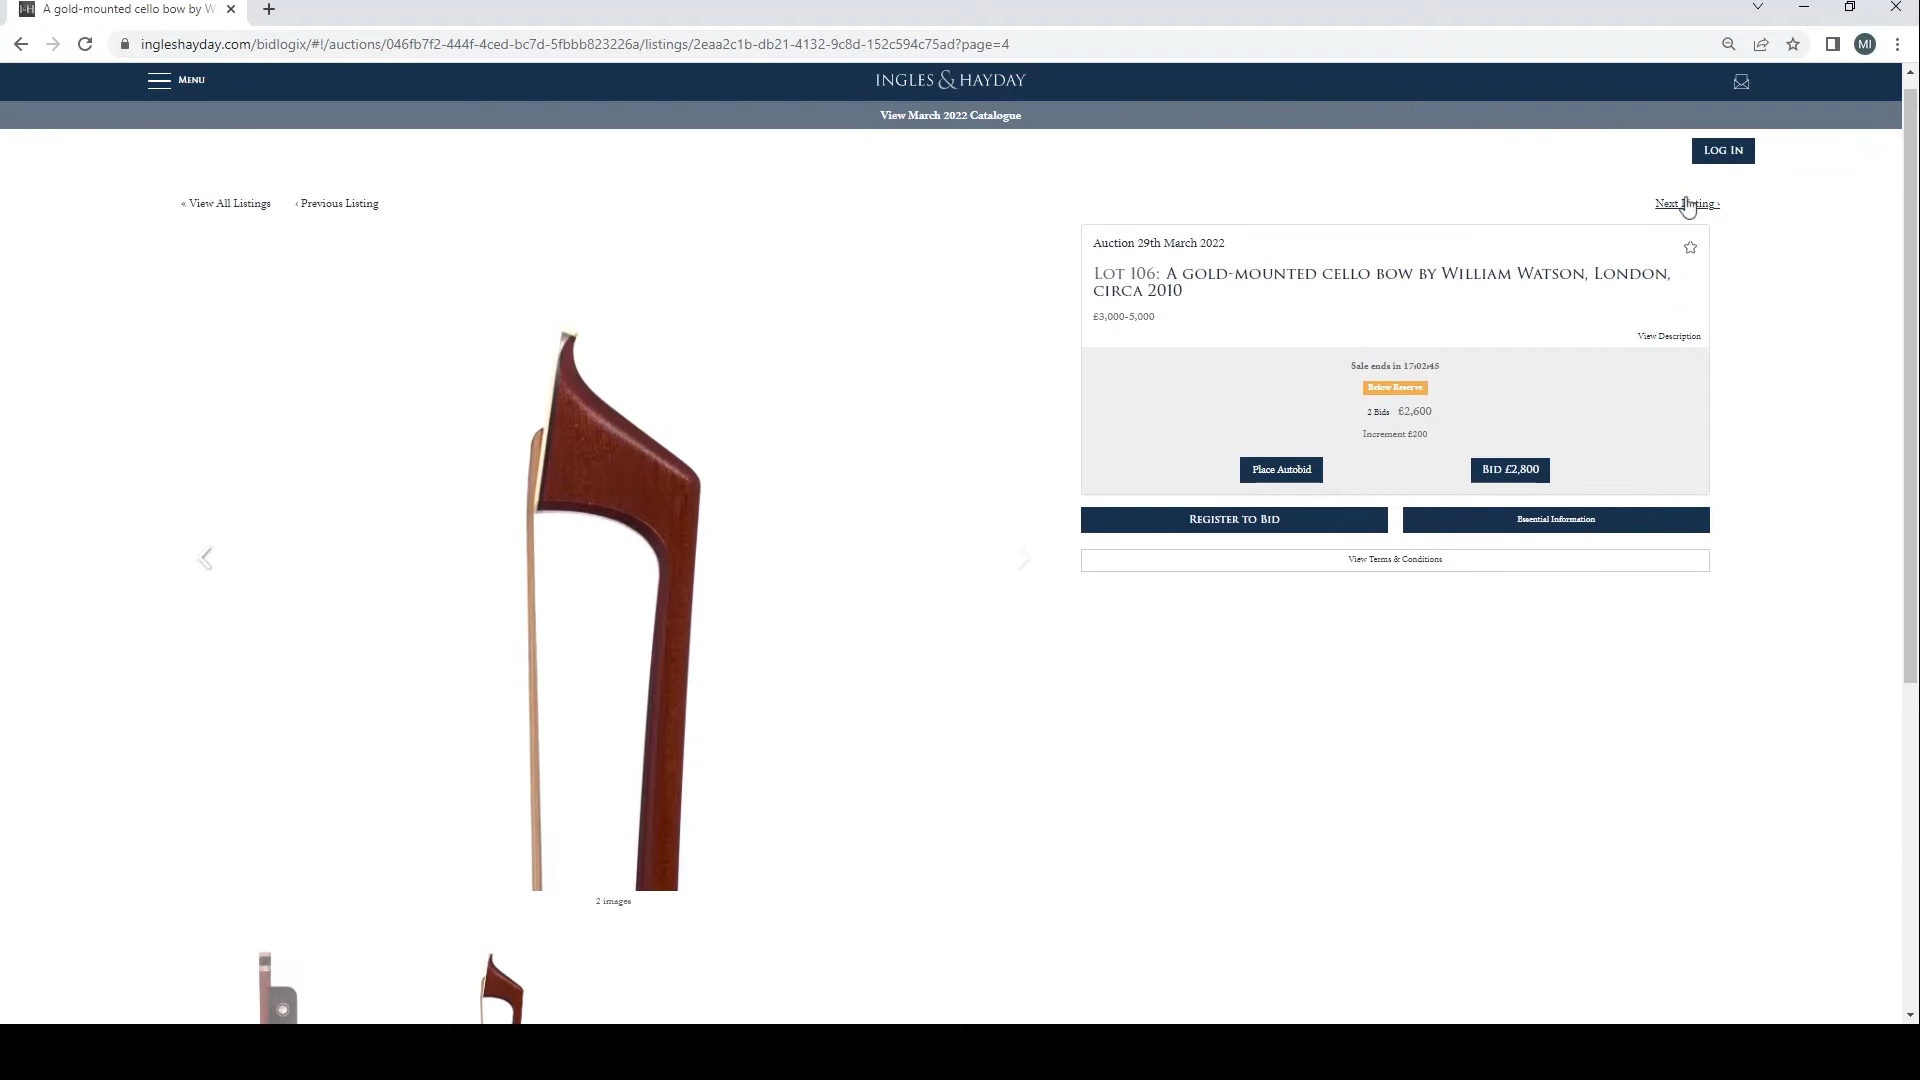 A gold-mounted cello bow by W
ingleshayday.com/bidlogix/#!/auctions/046fb7f2-444f-4ced-bc7d-5fbbb823226a/listings/2eaa2c1b-db21-4132-9c8d-152c594c75ad?page=4
MI
Menu
INGLES & HAYDAY
View March 2022 Catalogue
Log In
« View All Listings
‹ Previous Listing
Next Listing ›
Auction 29th March 2022
Lot 106: A gold-mounted cello bow by William Watson, London,
circa 2010
£3,000-5,000
View Description
Sale ends in 17:02:45
Below Reserve
2 Bids £2,600
Increment £200
Place Autobid
Bid £2,800
Register to Bid
Essential Information
View Terms & Conditions
2 images